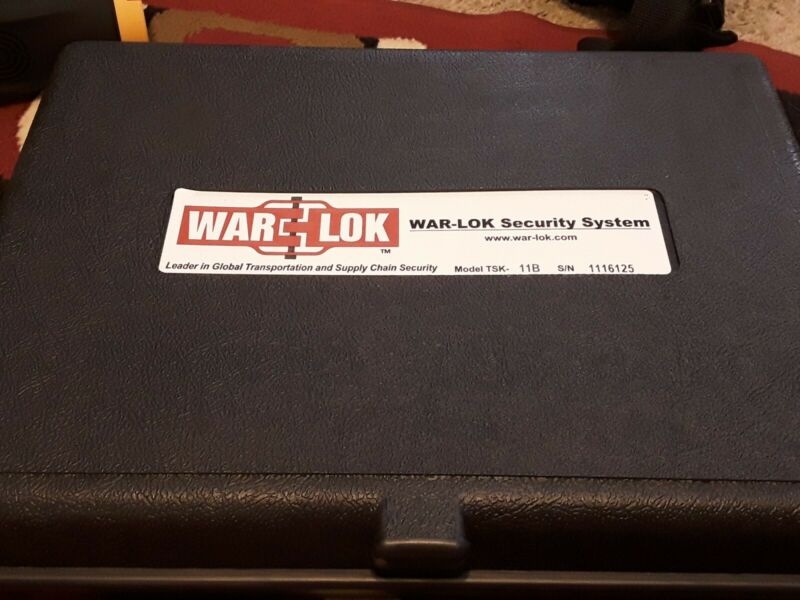 WAR LOK
TM
WAR-LOK Security System
www.war-lok.com
Leader in Global Transportation and Supply Chain Security
Model TSK- 11B S/N 1116125